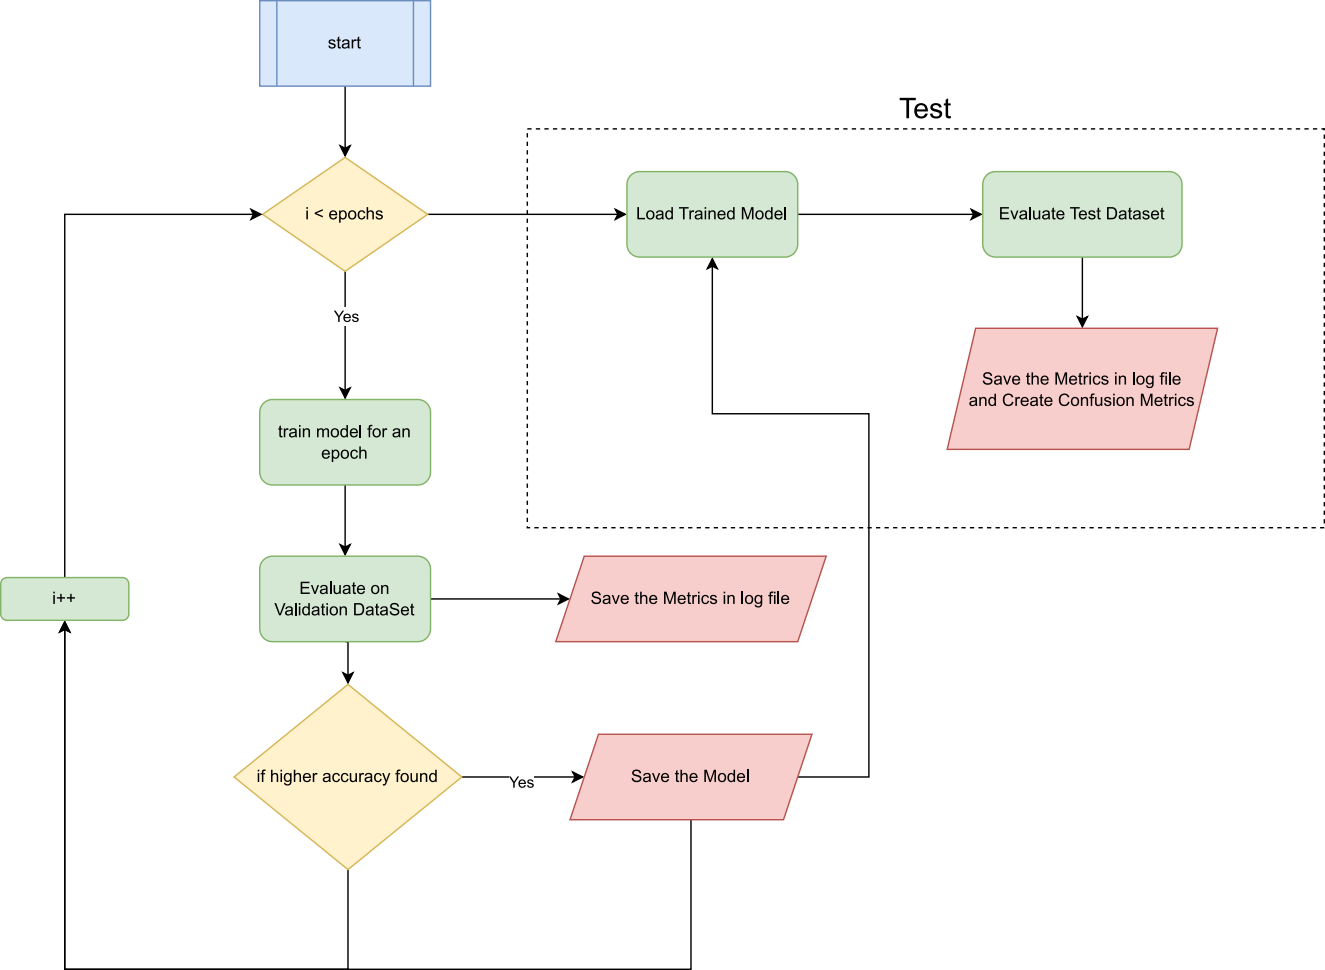 start
Test
i < epochs
Load Trained Model
Evaluate Test Dataset
Yes
Save the Metrics in log file
and Create Confusion Metrics
train model for an
epoch
Evaluate on
Validation DataSet
Save the Metrics in log file
i++
if higher accuracy found
Yes
Save the Model